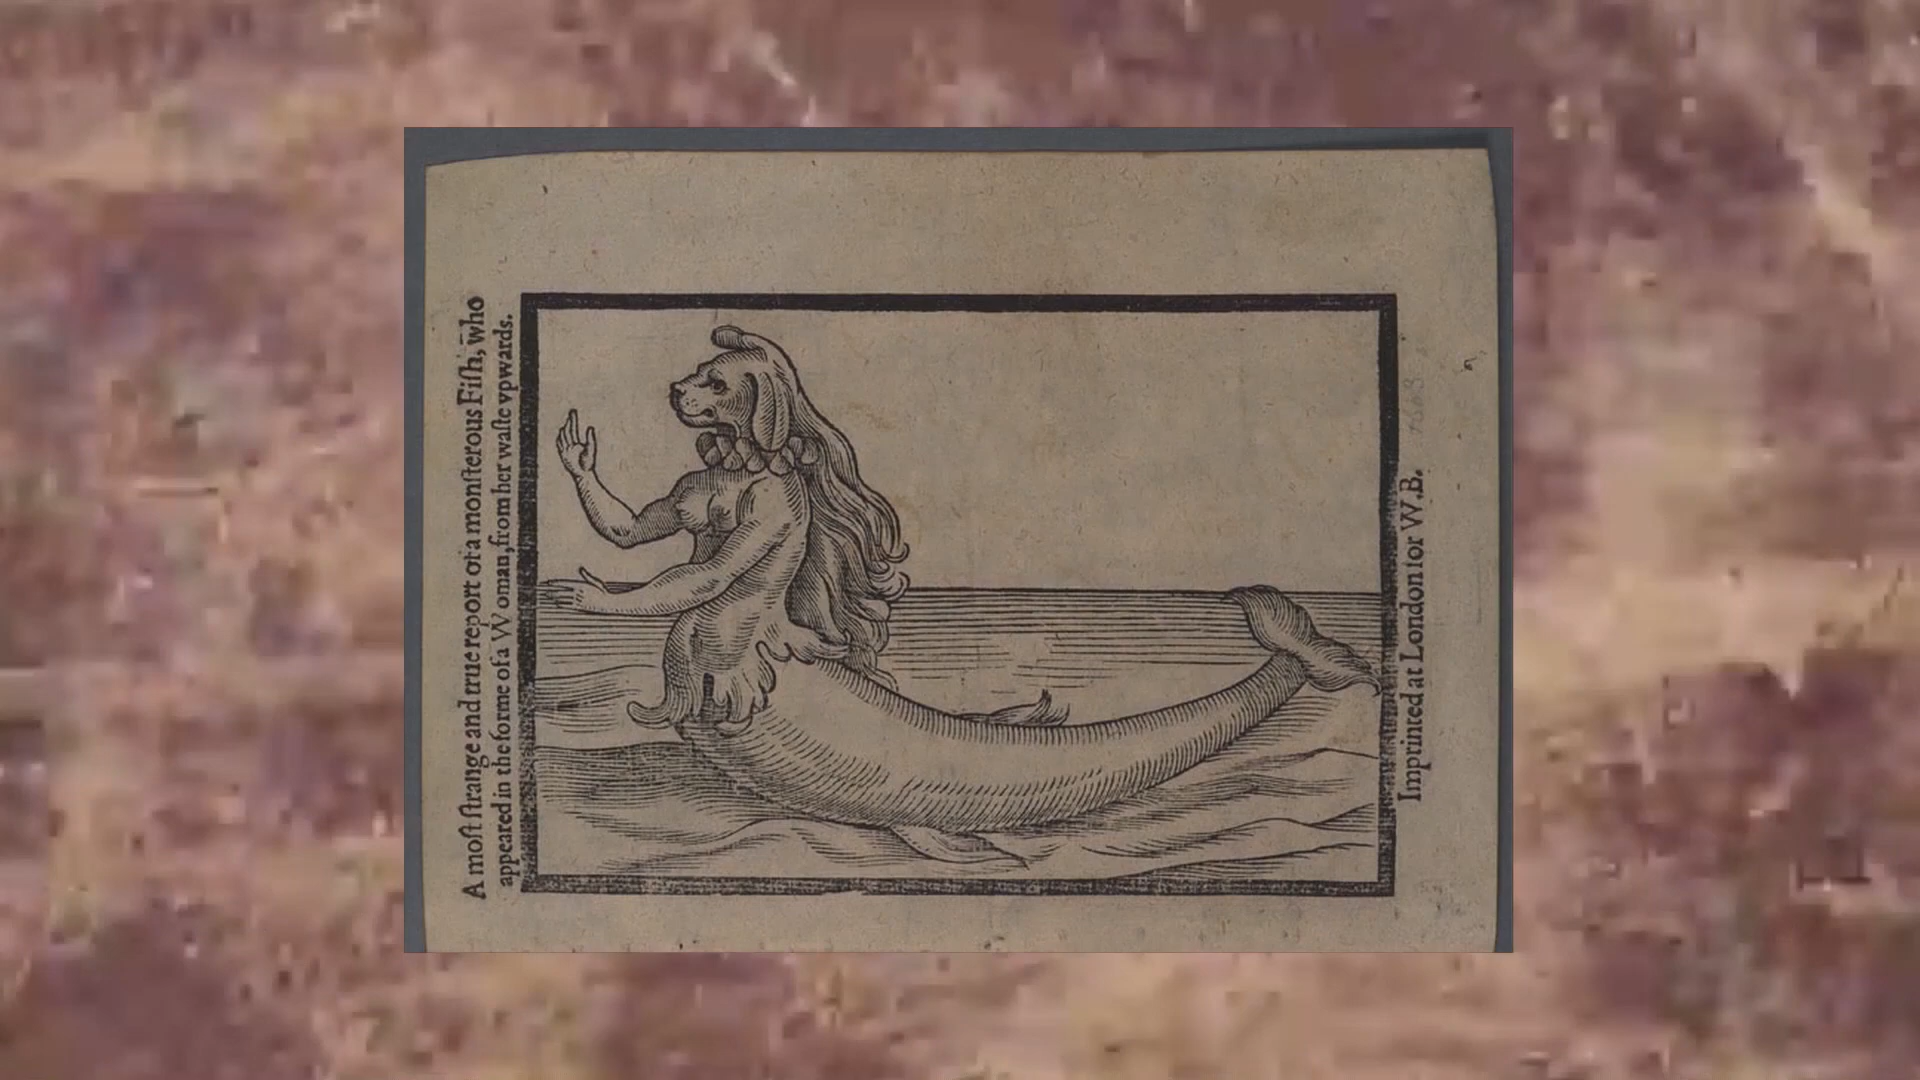 A moſt ſtrange and true report of a monſterous Fiſh, who
appeared in the forme of a Woman, from her waſte vpwards.
Imprinted at London for W.B.